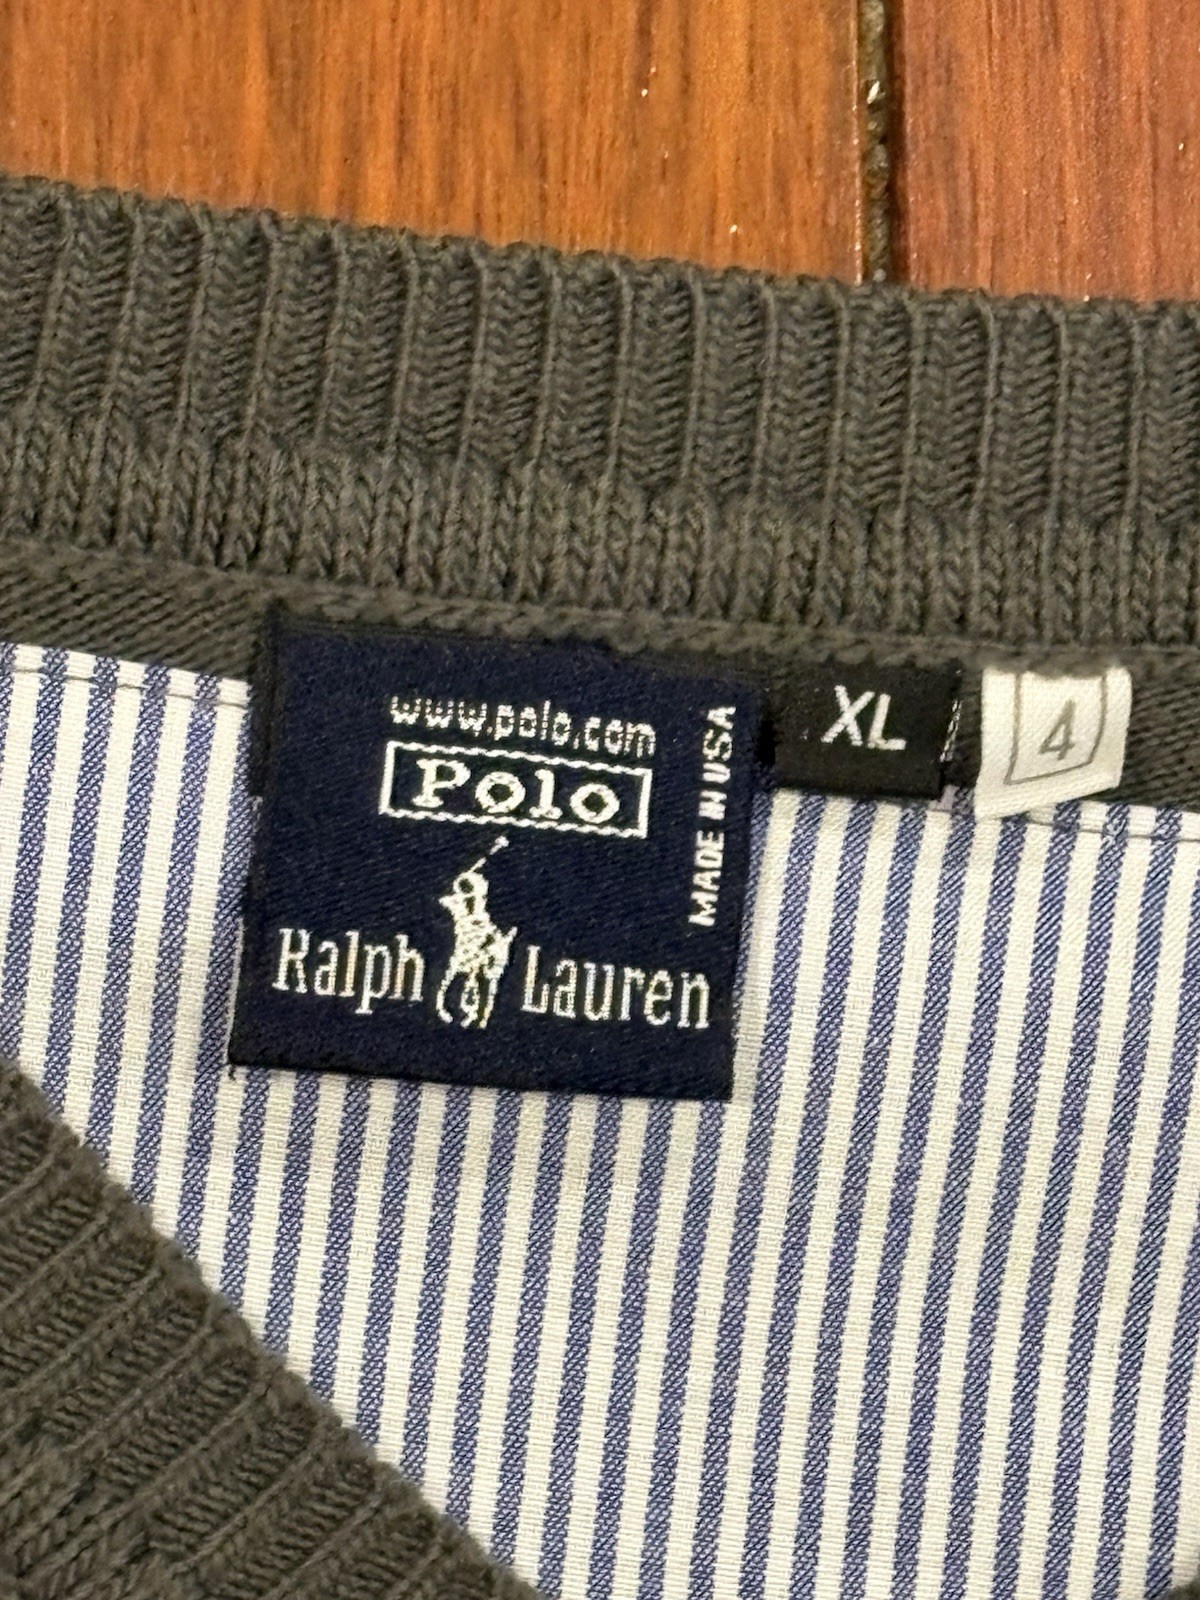 www.polo.com
Polo
Ralph Lauren
MADE IN USA
XL
4